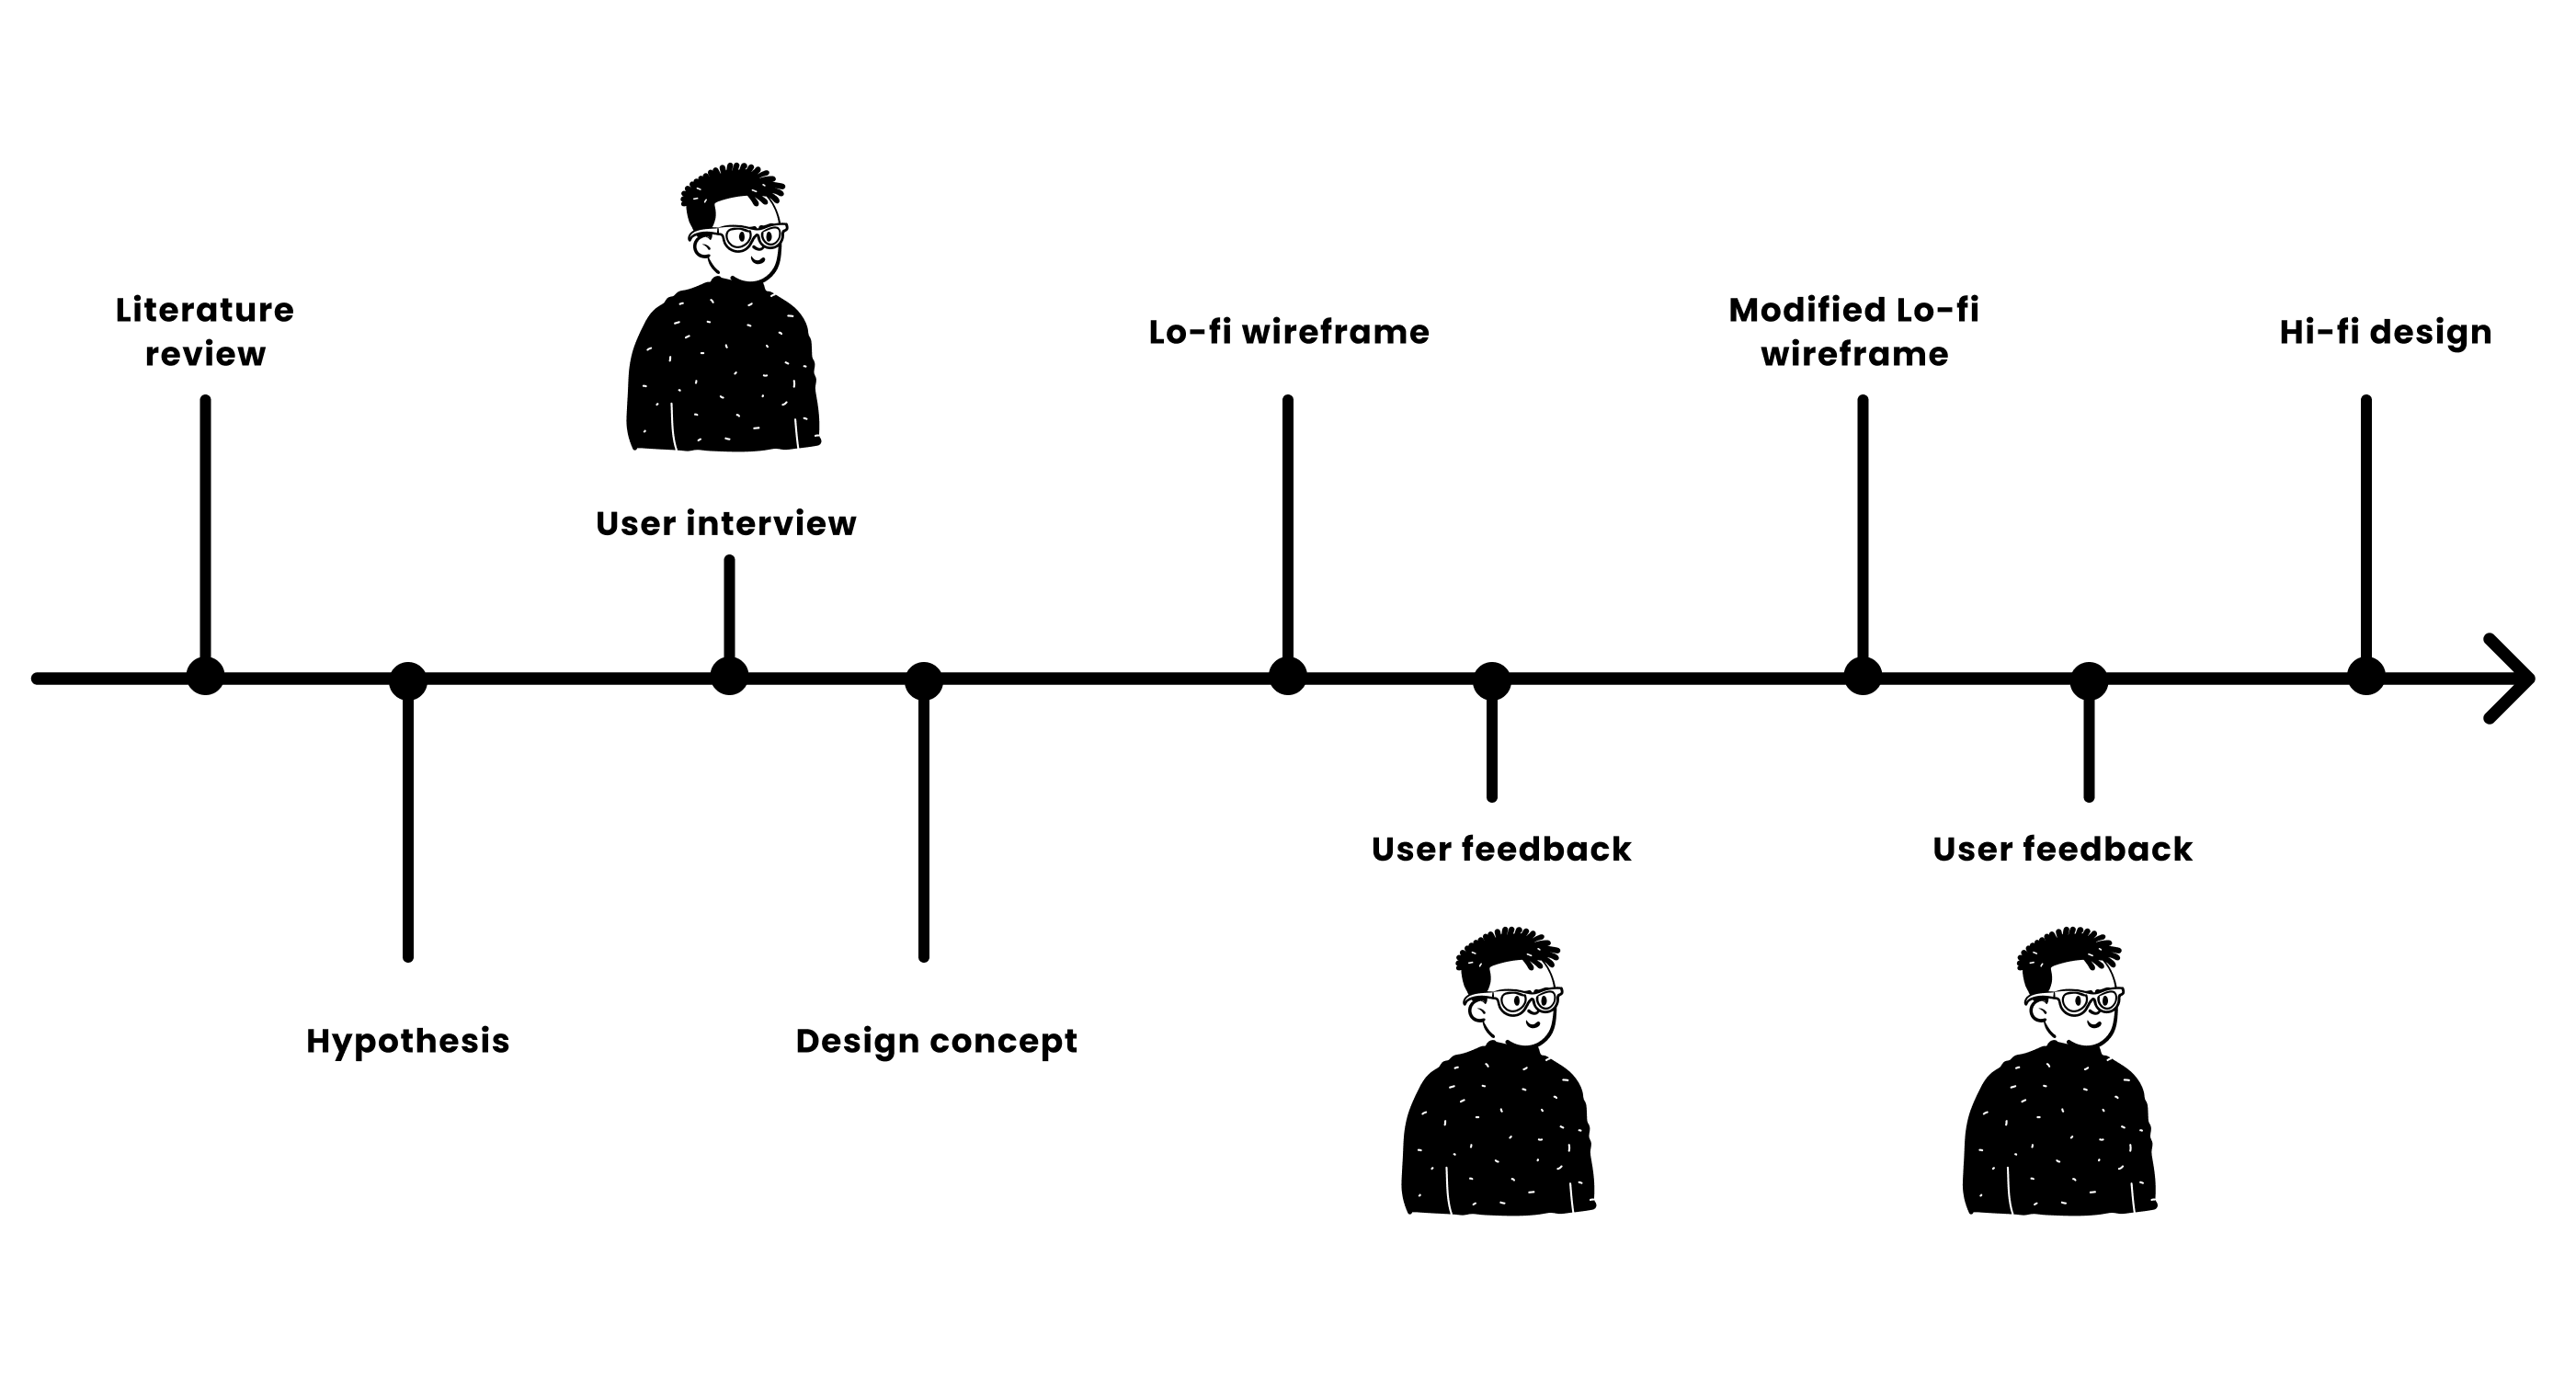 Literature
review
Hypothesis
User interview
Design concept
Lo-fi wireframe
User feedback
Modified Lo-fi
wireframe
User feedback
Hi-fi design